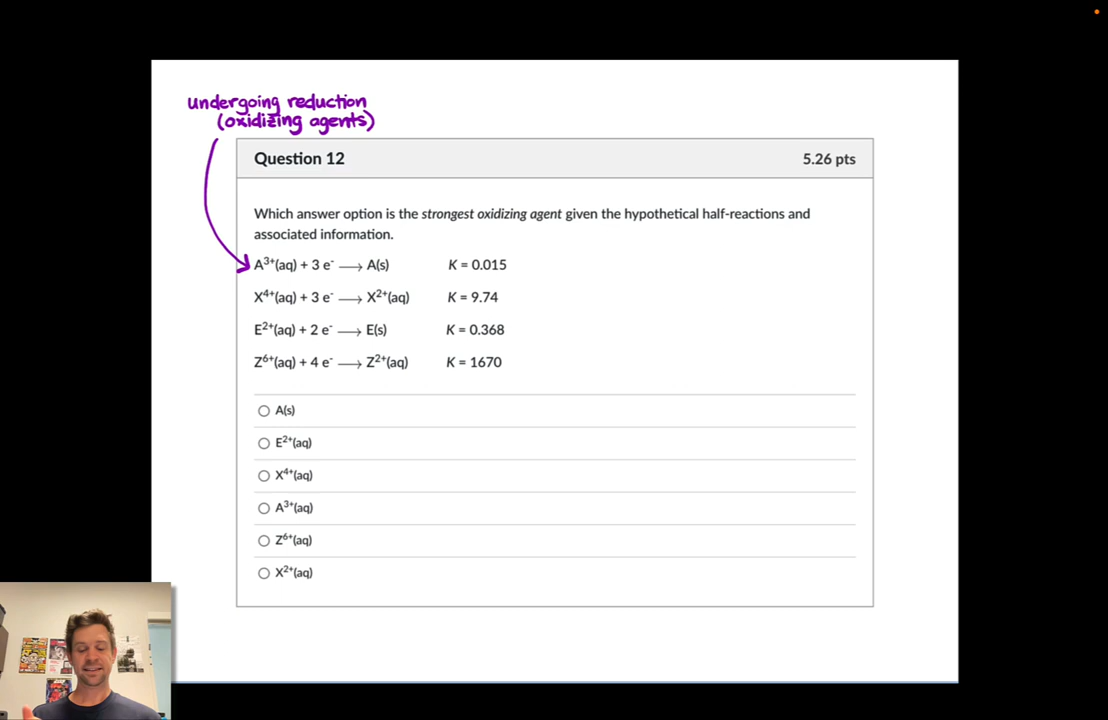 undergoing reduction
(oxidizing agents)
Question 12 5.26 pts
Which answer option is the strongest oxidizing agent given the hypothetical half-reactions and
associated information.
A³⁺(aq) + 3 e⁻ ⟶ A(s) K = 0.015
X⁴⁺(aq) + 3 e⁻ ⟶ X²⁺(aq) K = 9.74
E²⁺(aq) + 2 e⁻ ⟶ E(s) K = 0.368
Z⁶⁺(aq) + 4 e⁻ ⟶ Z²⁺(aq) K = 1670
A(s)
E²⁺(aq)
X⁴⁺(aq)
A³⁺(aq)
Z⁶⁺(aq)
X²⁺(aq)